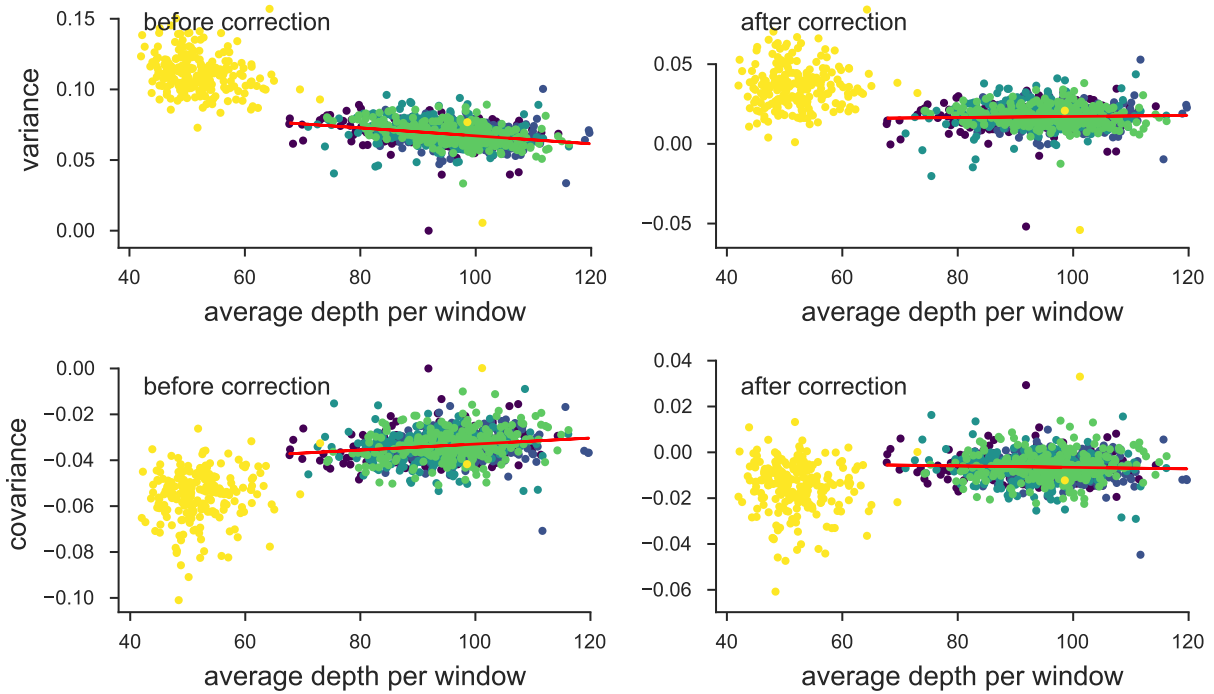 before correction
0.15
0.10
0.05
0.00
variance
40 60 80 100 120
average depth per window
after correction
0.05
0.00
−0.05
40 60 80 100 120
average depth per window
before correction
0.00
−0.02
−0.04
−0.06
−0.08
−0.10
covariance
40 60 80 100 120
average depth per window
after correction
0.04
0.02
0.00
−0.02
−0.04
−0.06
40 60 80 100 120
average depth per window